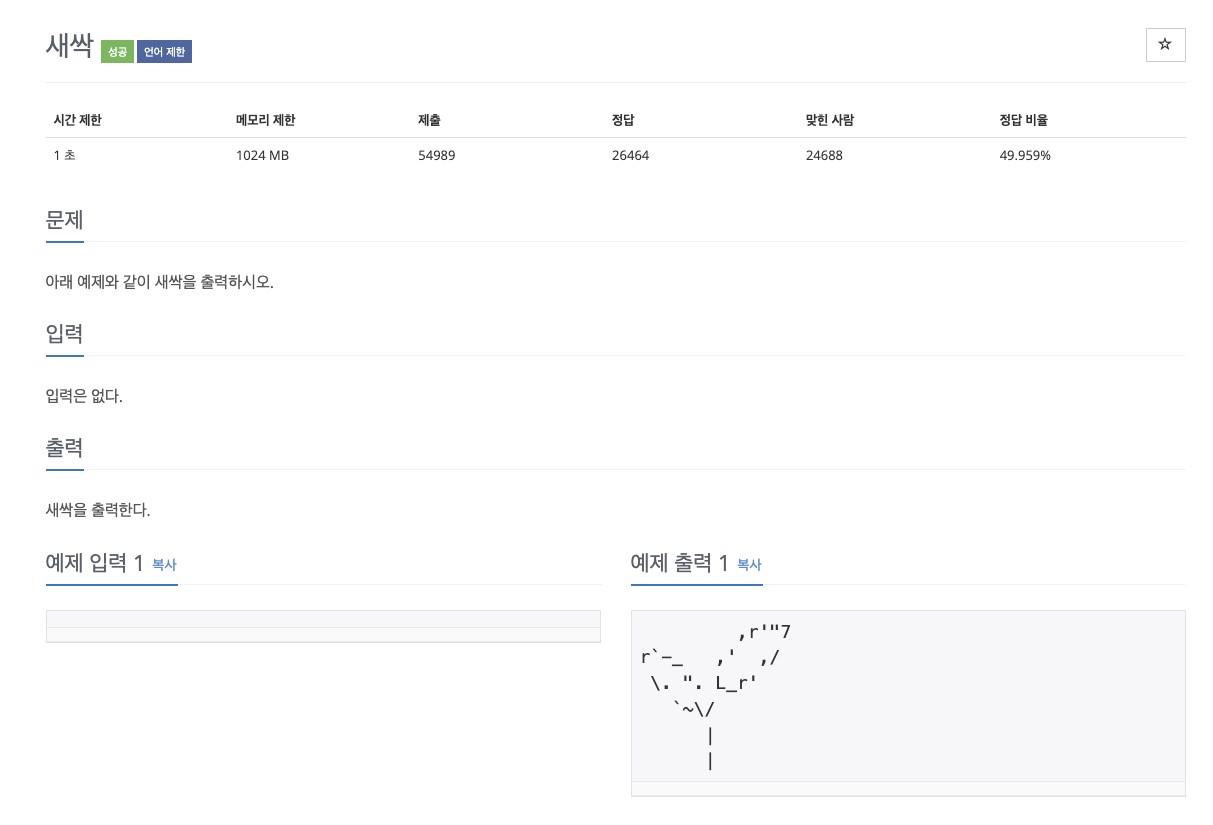 새싹 성공 언어 제한
☆
시간 제한 메모리 제한 제출 정답 맞힌 사람 정답 비율
1 초 1024 MB 54989 26464 24688 49.959%
문제
아래 예제와 같이 새싹을 출력하시오.
입력
입력은 없다.
출력
새싹을 출력한다.
예제 입력 1 복사
예제 출력 1 복사
         ,r'"7
r`-_   ,'  ,/
 \. ". L_r'
   `~\/
      |
      |